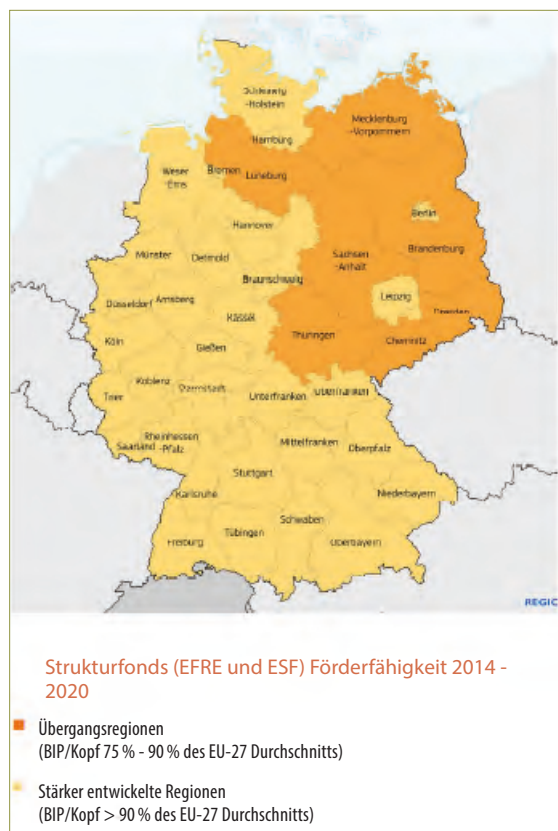 Schleswig
-Holstein
Mecklenburg
-Vorpommern
Hamburg
Weser
-Ems
Bremen
Lüneburg
Berlin
Hannover
Münster
Detmold
Sachsen
-Anhalt
Brandenburg
Braunschweig
Leipzig
Düsseldorf
Arnsberg
Dresden
Kassel
Thüringen
Chemnitz
Köln
Gießen
Koblenz
Darmstadt
Trier
Unterfranken
Oberfranken
Rheinhessen
-Pfalz
Saarland
Mittelfranken
Oberpfalz
Stuttgart
Karlsruhe
Niederbayern
Schwaben
Tübingen
Freiburg
Oberbayern
REGIC
Strukturfonds (EFRE und ESF) Förderfähigkeit 2014 -
2020
Übergangsregionen
(BIP/Kopf 75 % - 90 % des EU-27 Durchschnitts)
Stärker entwickelte Regionen
(BIP/Kopf > 90 % des EU-27 Durchschnitts)